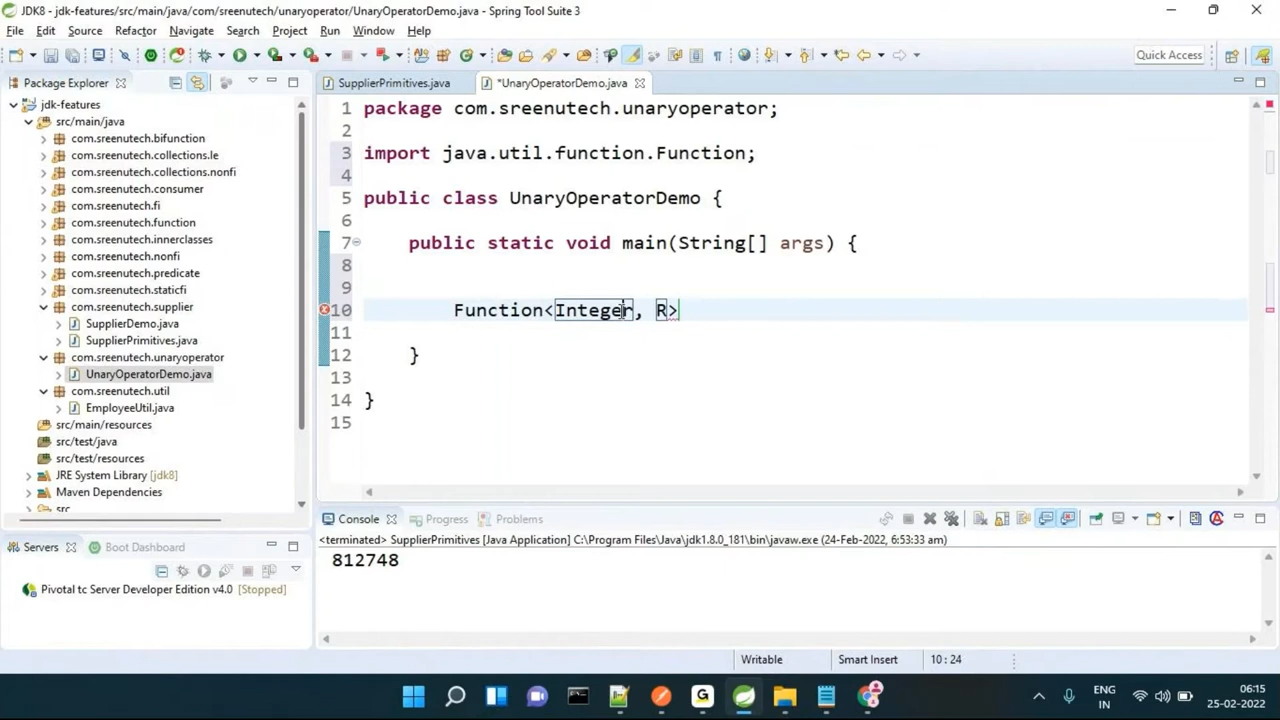 JDK8 - jdk-features/src/main/java/com/sreenutech/unaryoperator/UnaryOperatorDemo.java - Spring Tool Suite 3
File Edit Source Refactor Navigate Search Project Run Window Help
Quick Access
Package Explorer
jdk-features
src/main/java
com.sreenutech.bifunction
com.sreenutech.collections.le
com.sreenutech.collections.nonfi
com.sreenutech.consumer
com.sreenutech.fi
com.sreenutech.function
com.sreenutech.innerclasses
com.sreenutech.nonfi
com.sreenutech.predicate
com.sreenutech.staticfi
com.sreenutech.supplier
SupplierDemo.java
SupplierPrimitives.java
com.sreenutech.unaryoperator
UnaryOperatorDemo.java
com.sreenutech.util
EmployeeUtil.java
src/main/resources
src/test/java
src/test/resources
JRE System Library [jdk8]
Maven Dependencies
src
Servers Boot Dashboard
Pivotal tc Server Developer Edition v4.0 [Stopped]
SupplierPrimitives.java *UnaryOperatorDemo.java
1 package com.sreenutech.unaryoperator;
2
3 import java.util.function.Function;
4
5 public class UnaryOperatorDemo {
6
7 public static void main(String[] args) {
8
9
10 Function<Integer, R>
11
12 }
13
14 }
15
Console Progress Problems
<terminated> SupplierPrimitives [Java Application] C:\Program Files\Java\jdk1.8.0_181\bin\javaw.exe (24-Feb-2022, 6:53:33 am)
812748
Writable Smart Insert 10 : 24
ENG
IN
06:15
25-02-2022